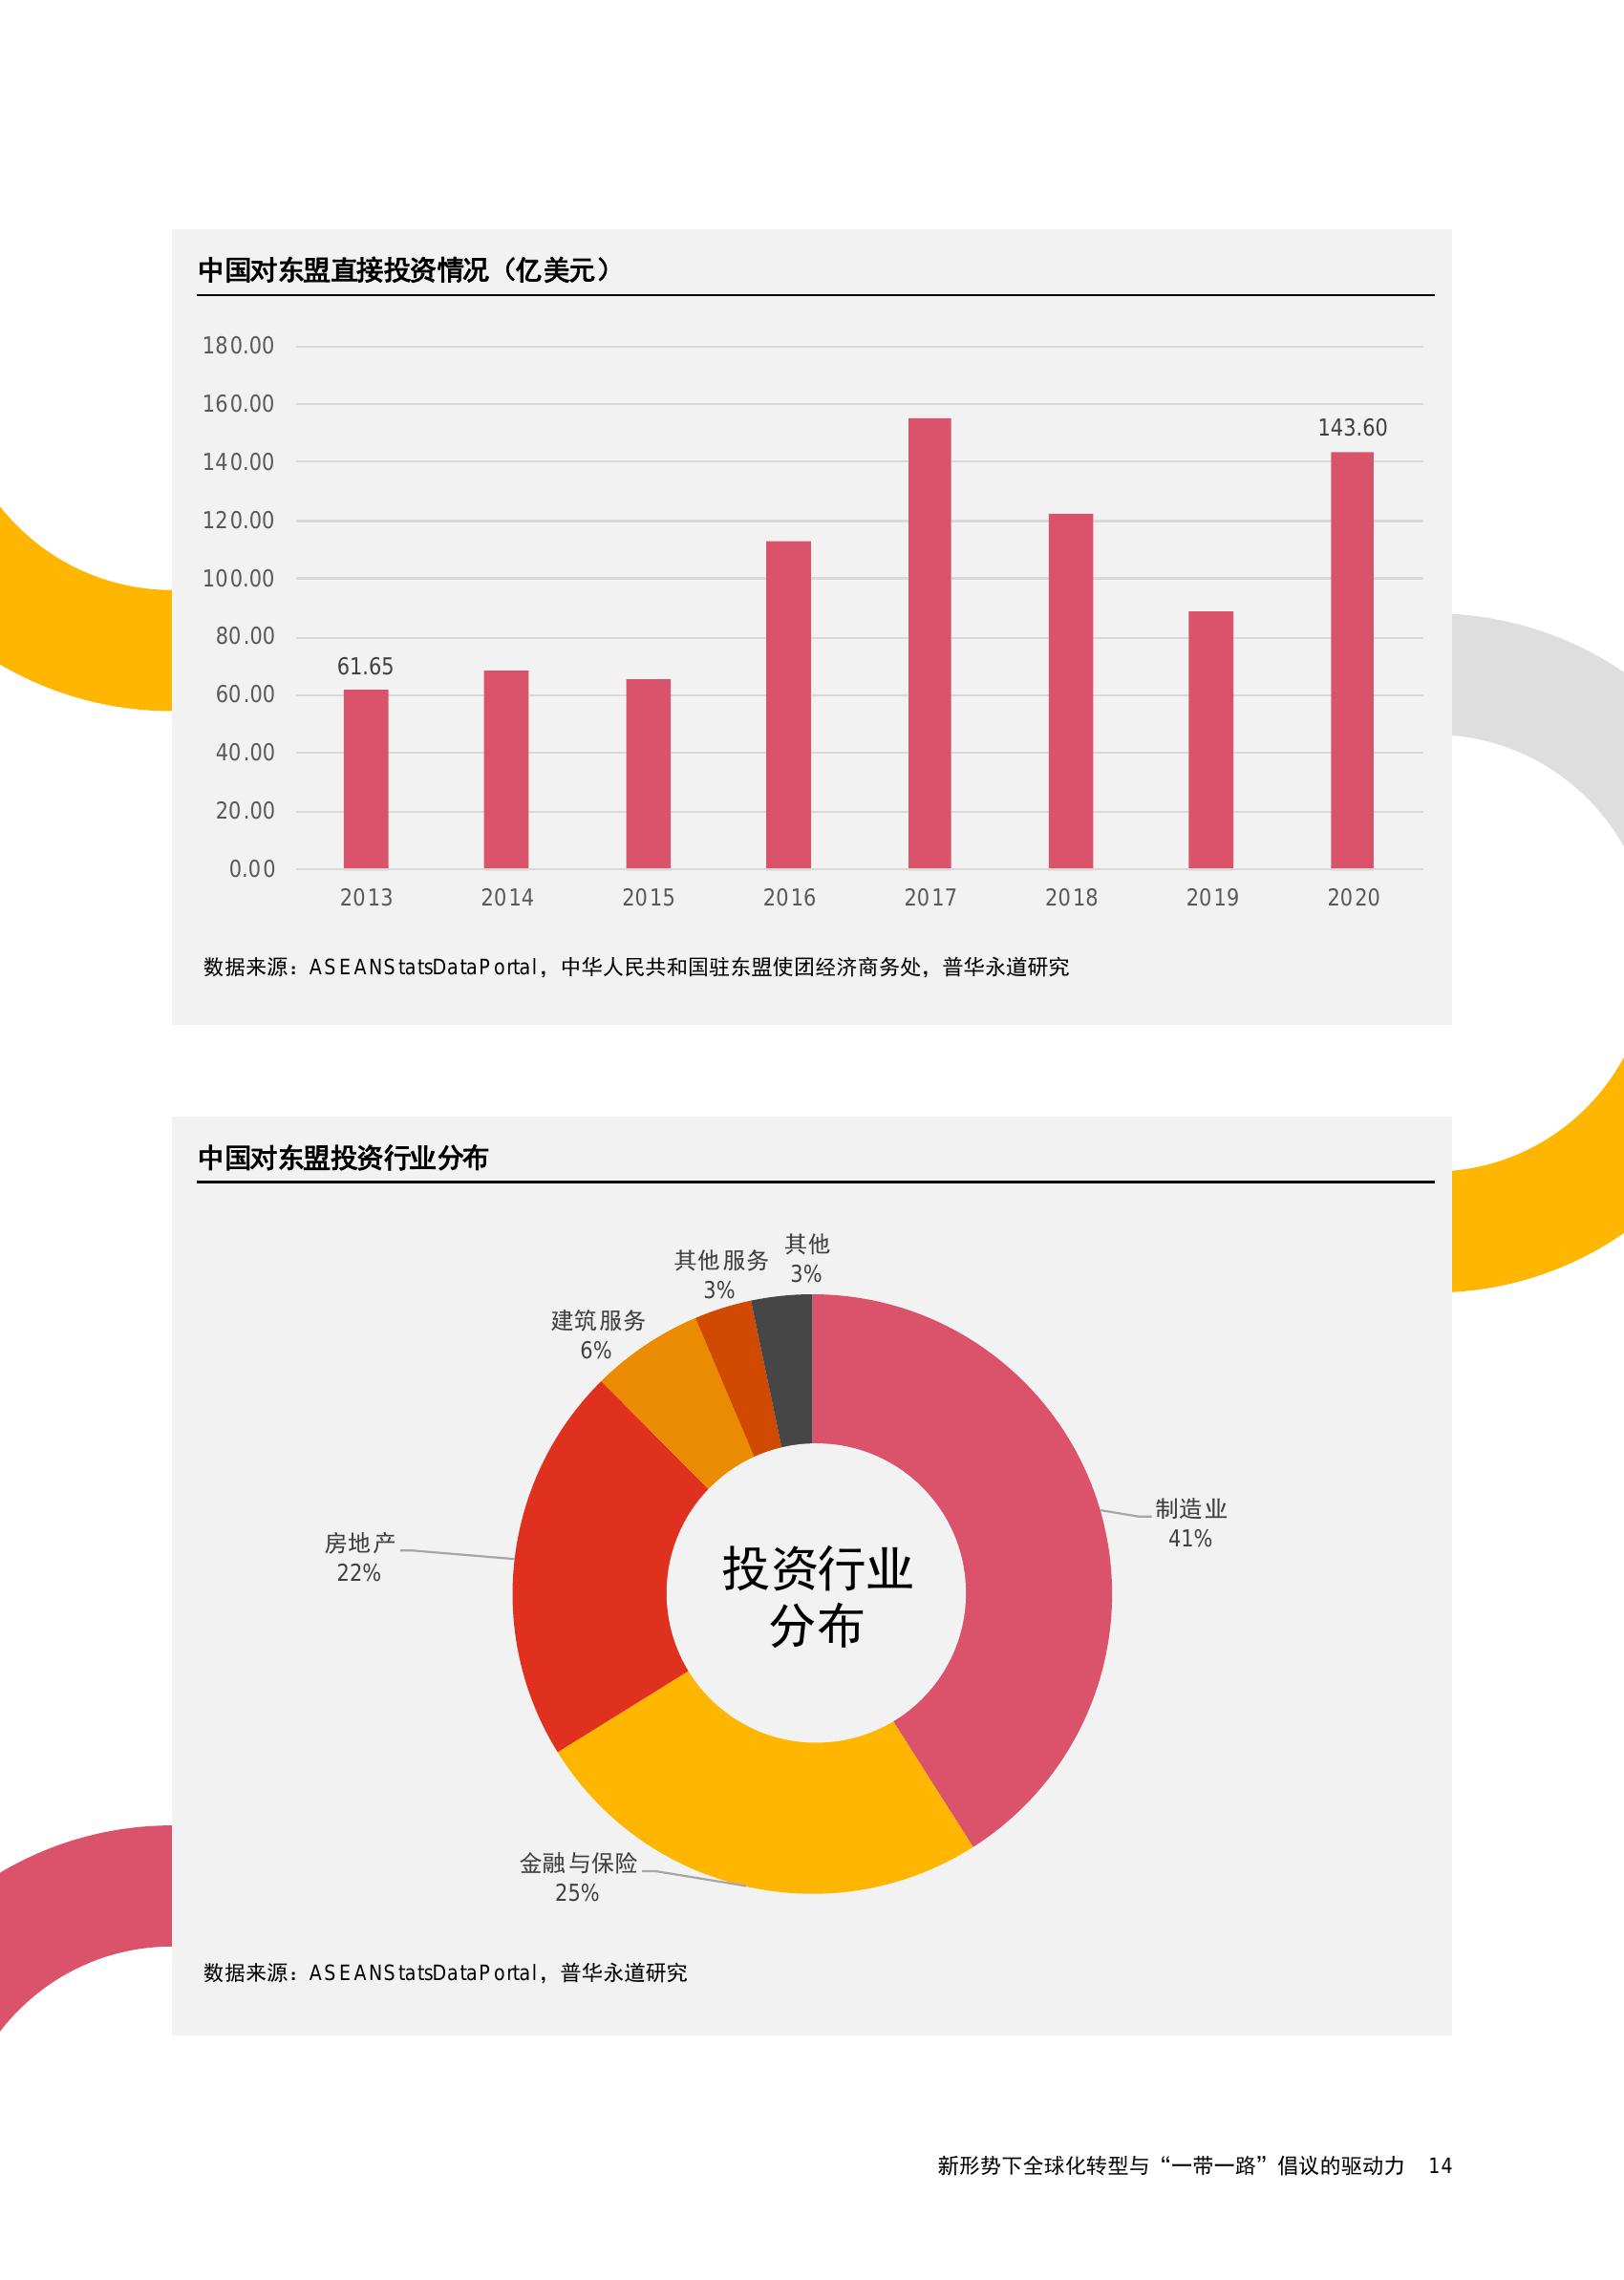 中国对东盟直接投资情况（亿美元）
180.00
160.00
140.00
120.00
100.00
80.00
60.00
40.00
20.00
0.00
61.65
143.60
2013 2014 2015 2016 2017 2018 2019 2020
数据来源：ASEANStatsDataPortal，中华人民共和国驻东盟使团经济商务处，普华永道研究
中国对东盟投资行业分布
其他
3%
其他服务
3%
建筑服务
6%
制造业
41%
房地产
22%
投资行业
分布
金融与保险
25%
数据来源：ASEANStatsDataPortal，普华永道研究
新形势下全球化转型与“一带一路”倡议的驱动力 14